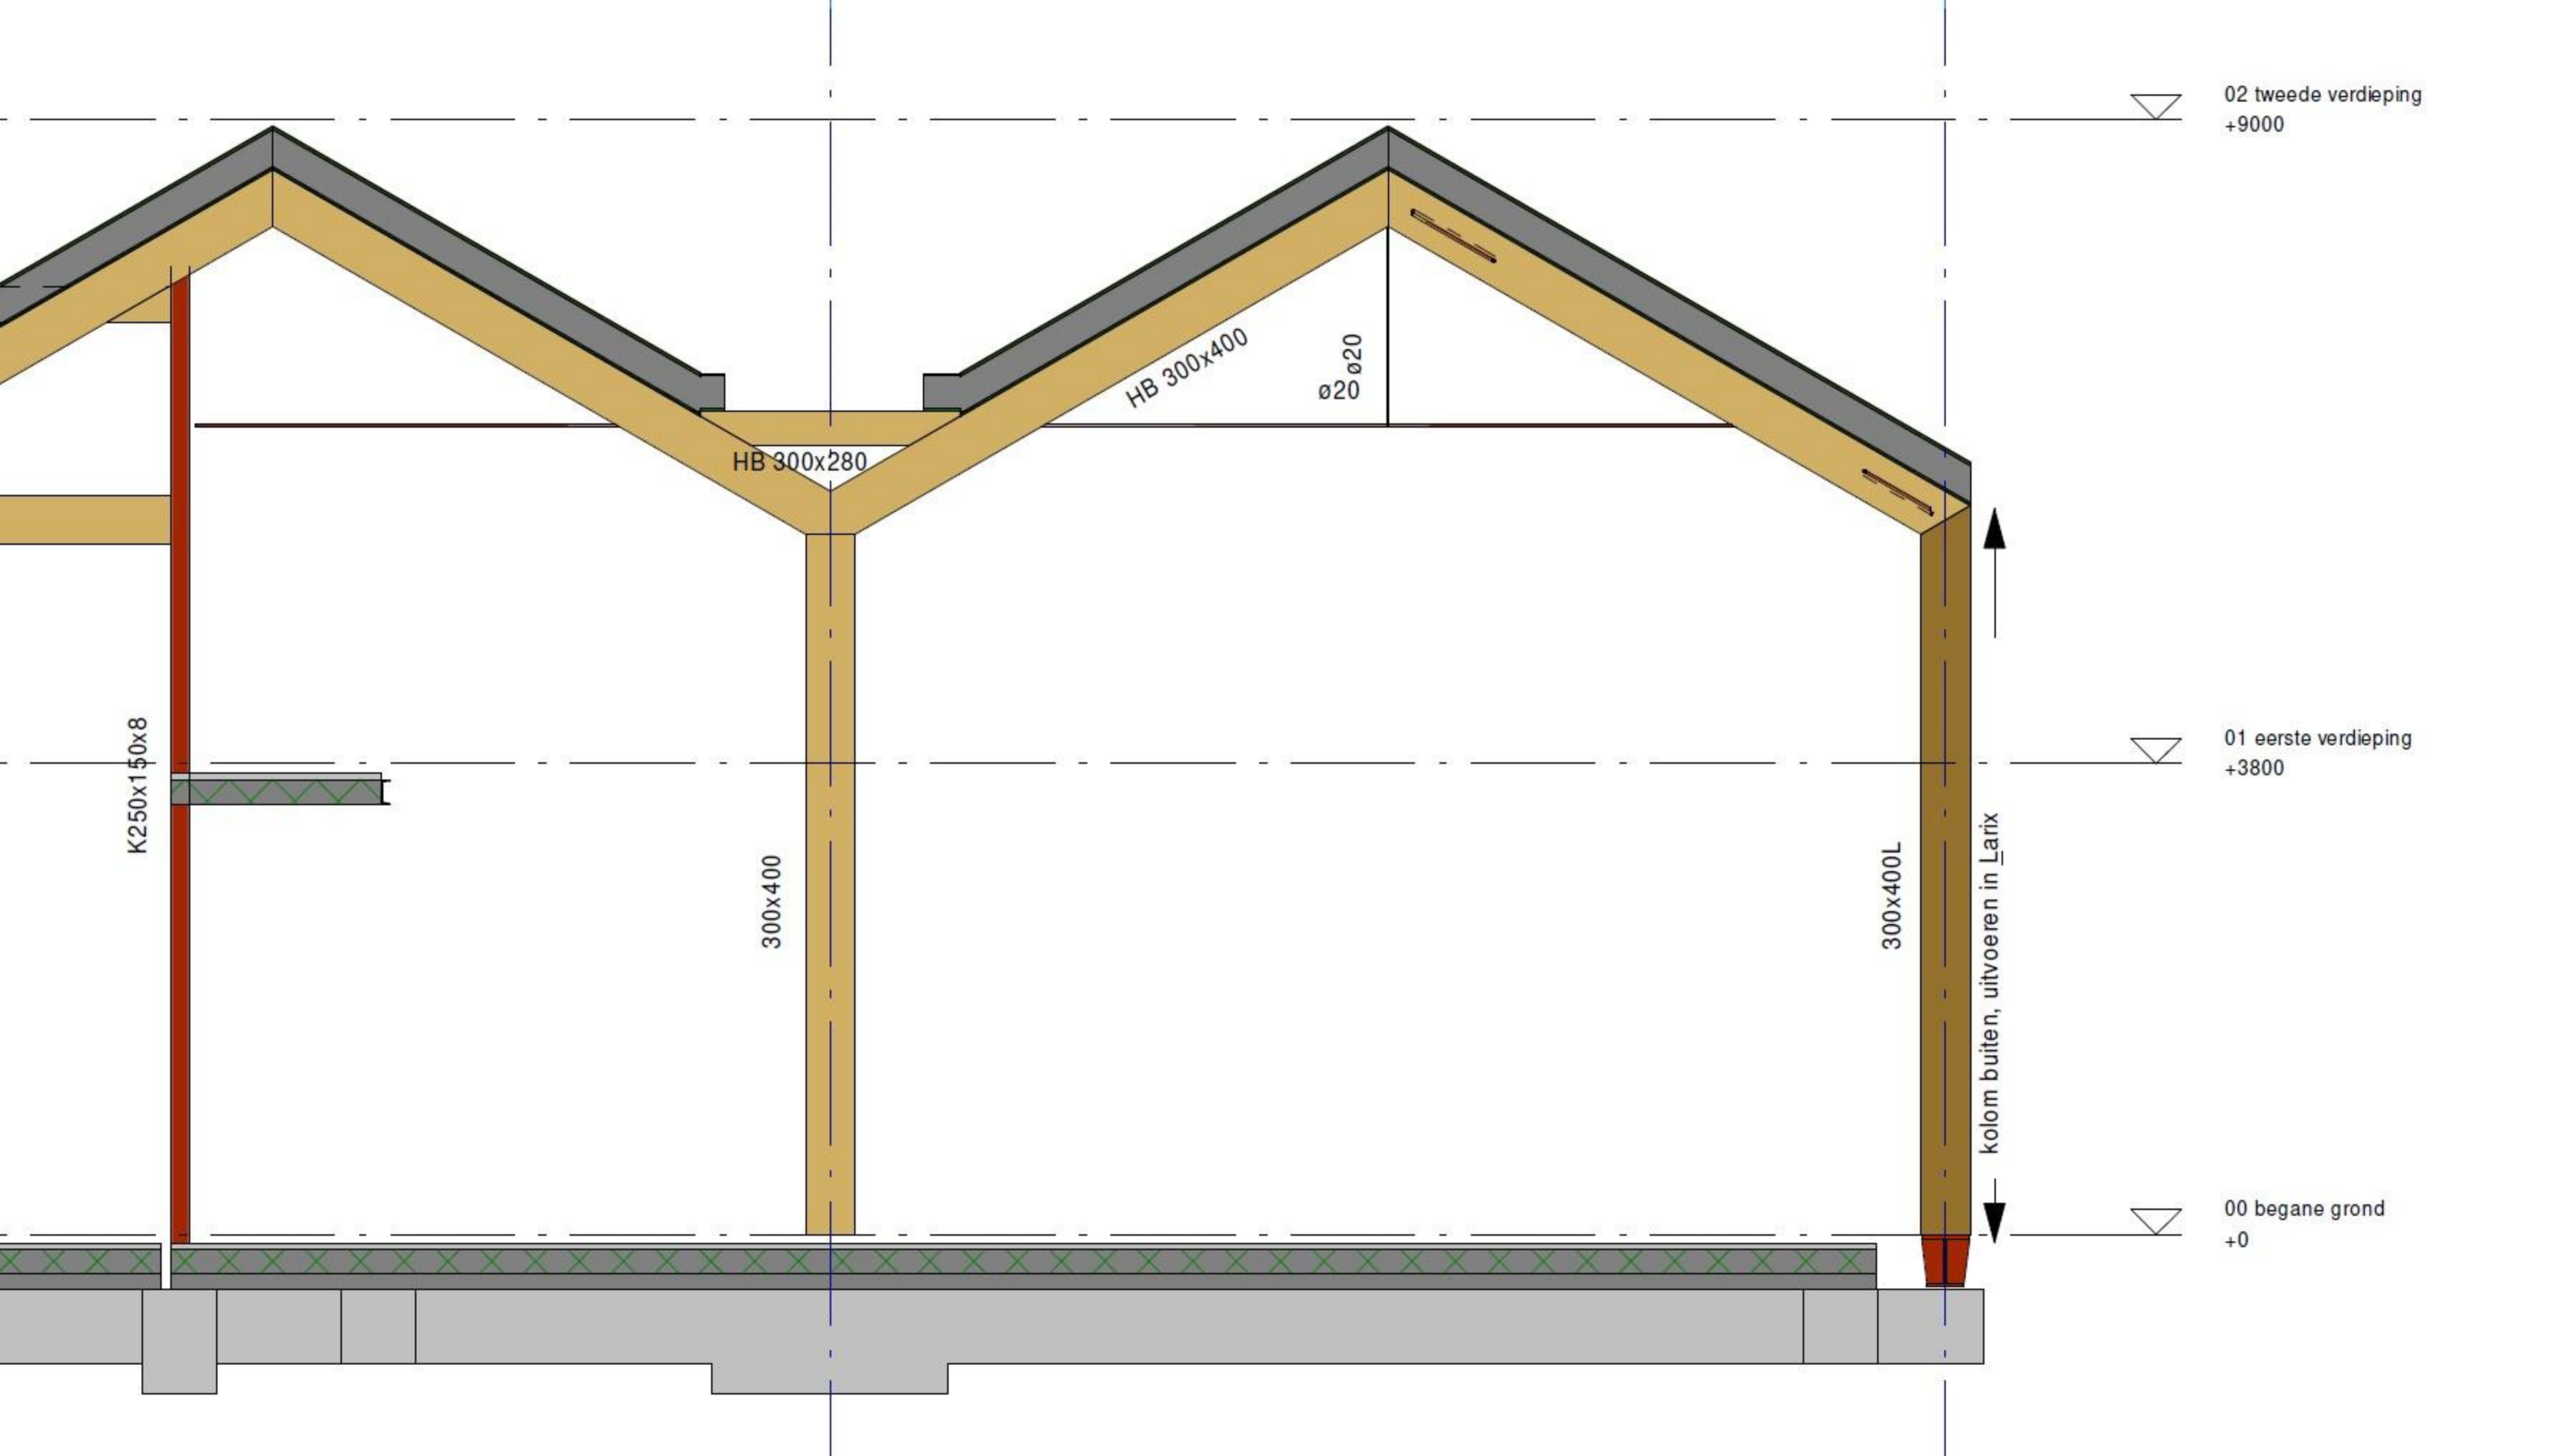 02 tweede verdieping
+9000
HB 300x400
ø20
ø20
HB 300x280
01 eerste verdieping
+3800
K250x150x8
300x400
300x400L
kolom buiten, uitvoeren in Larix
00 begane grond
+0